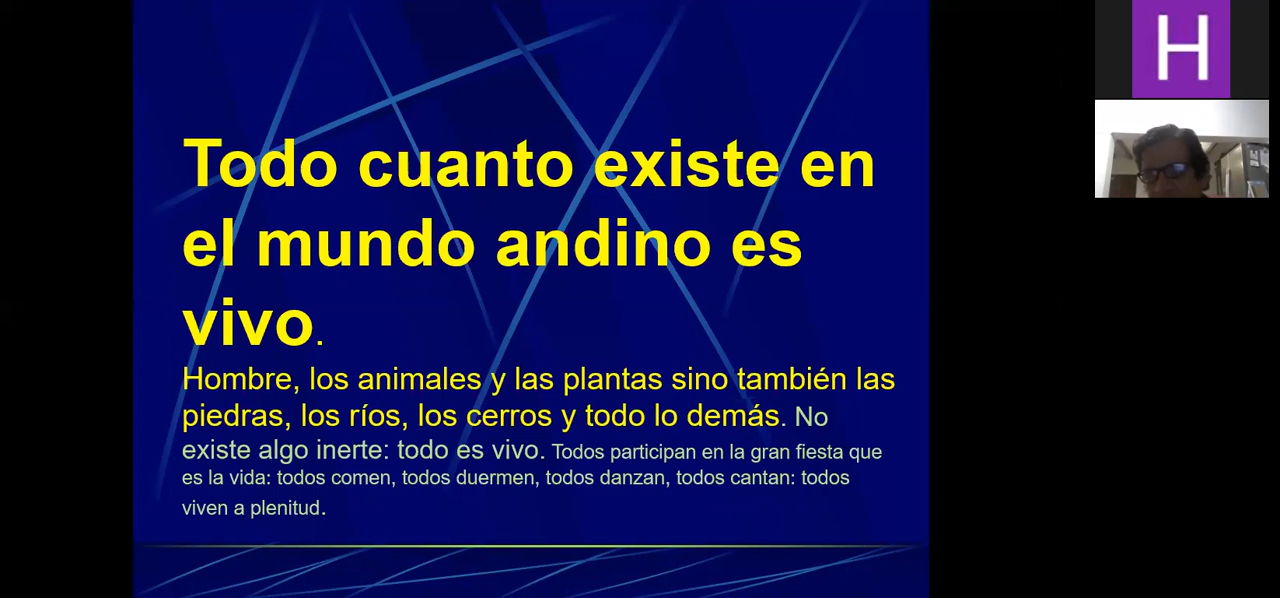 Todo cuanto existe en
el mundo andino es
vivo.
Hombre, los animales y las plantas sino también las
piedras, los ríos, los cerros y todo lo demás. No
existe algo inerte: todo es vivo. Todos participan en la gran fiesta que
es la vida: todos comen, todos duermen, todos danzan, todos cantan: todos
viven a plenitud.
H